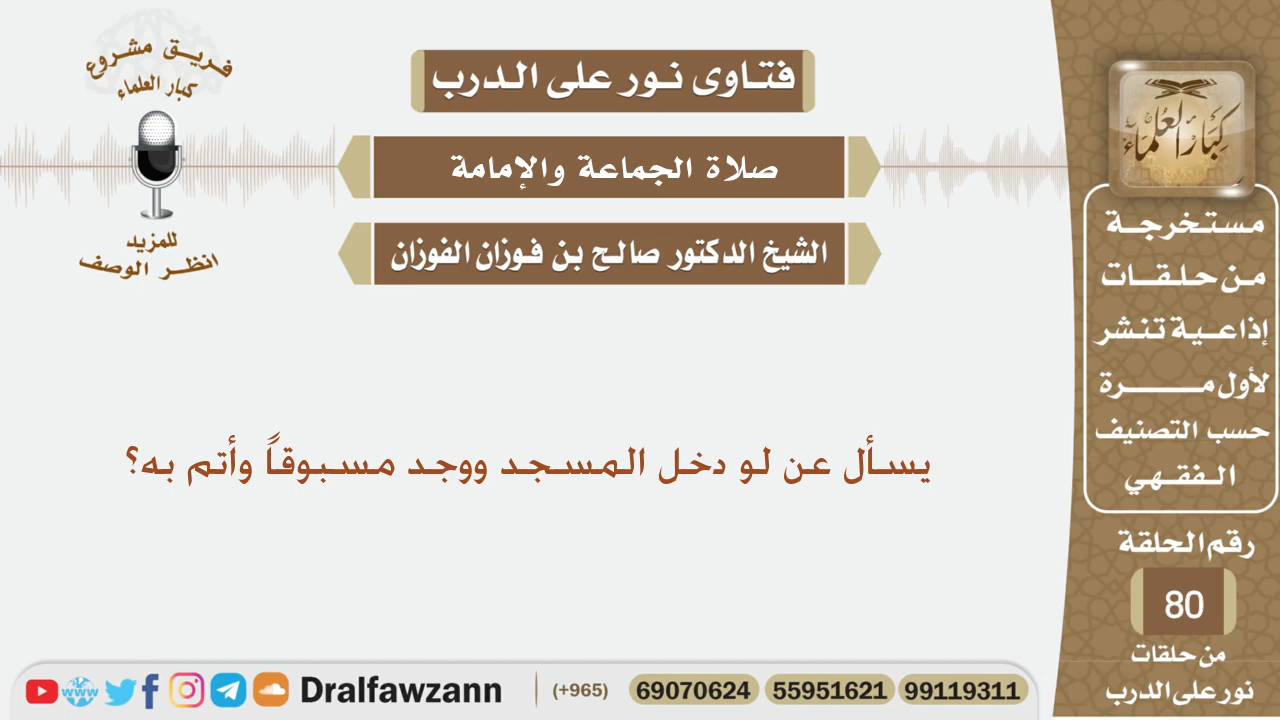 فريق مشروع
كبار العلماء
للمزيد
انظر الوصف
فتاوى نور على الدرب
صلاة الجماعة والإمامة
الشيخ الدكتور صالح بن فوزان الفوزان
يسأل عن لو دخل المسجد ووجد مسبوقاً وأتم به؟
كبار العلماء
مستخرجة
من حلقات
إذاعية تنشر
لأول مرة
حسب التصنيف
الفقهي
رقم الحلقة
80
من حلقات
نور على الدرب
www
Dralfawzann
(+965)
69070624
55951621
99119311